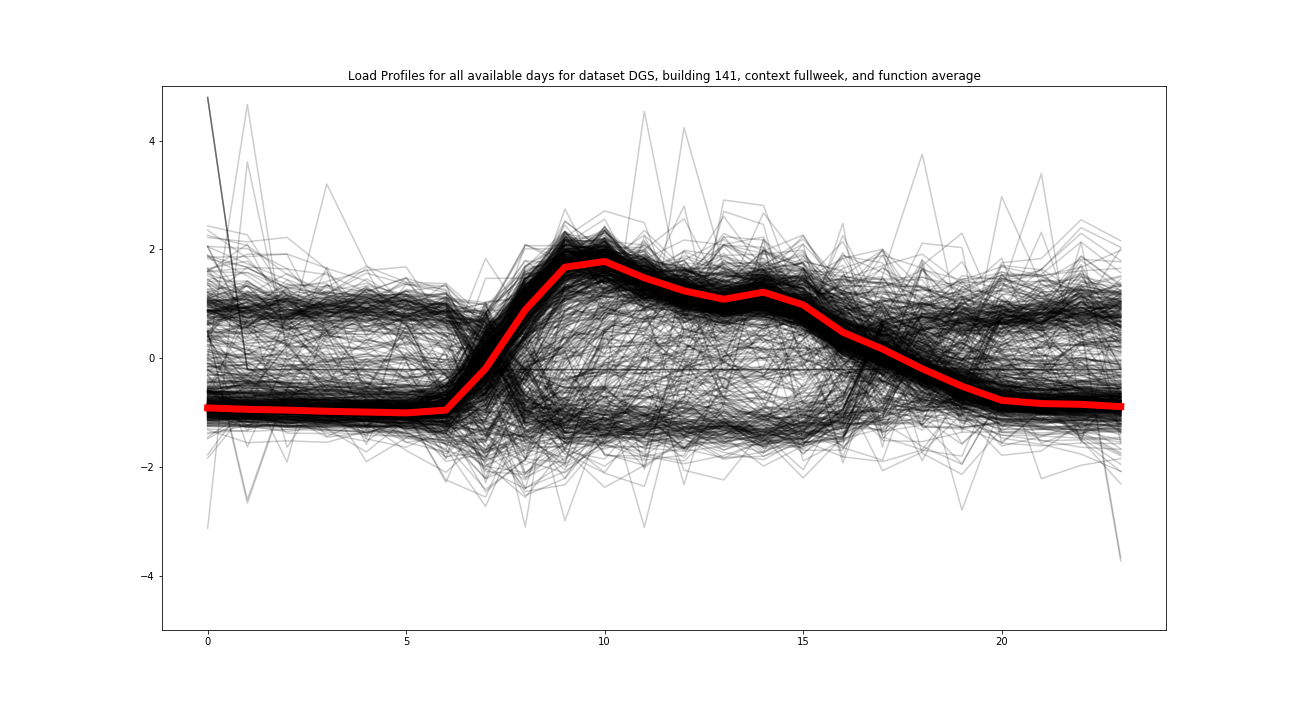 Load Profiles for all available days for dataset DGS, building 141, context fullweek, and function average
4
2
0
−2
−4
0 5 10 15 20